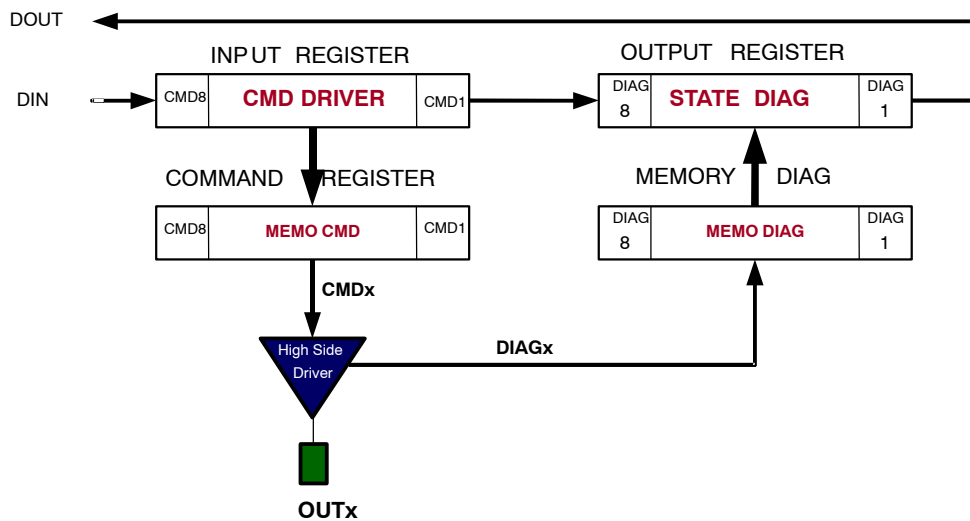 DOUT
INPUT REGISTER
OUTPUT REGISTER
DIN
CMD8
CMD DRIVER
CMD1
DIAG
8
STATE DIAG
DIAG
1
COMMAND REGISTER
MEMORY DIAG
CMD8
MEMO CMD
CMD1
DIAG
8
MEMO DIAG
DIAG
1
CMDx
High Side
Driver
DIAGx
OUTx